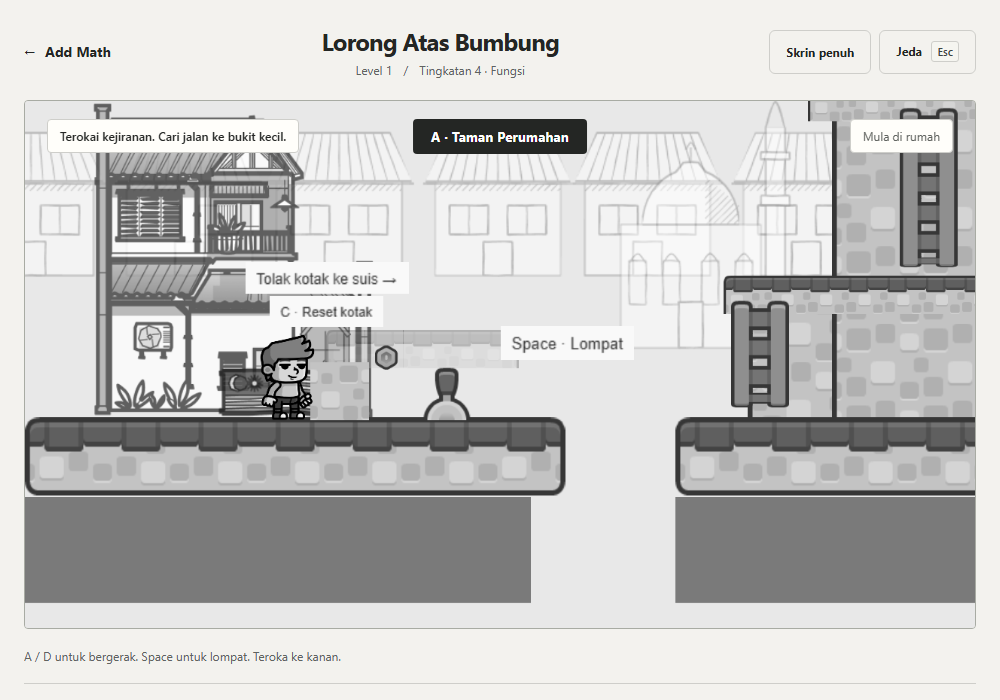 ← Add Math
Lorong Atas Bumbung
Level 1 / Tingkatan 4 · Fungsi
Skrin penuh
Jeda Esc
Terokai kejiranan. Cari jalan ke bukit kecil.
A · Taman Perumahan
Mula di rumah
Tolak kotak ke suis →
C · Reset kotak
Space · Lompat
A / D untuk bergerak. Space untuk lompat. Teroka ke kanan.